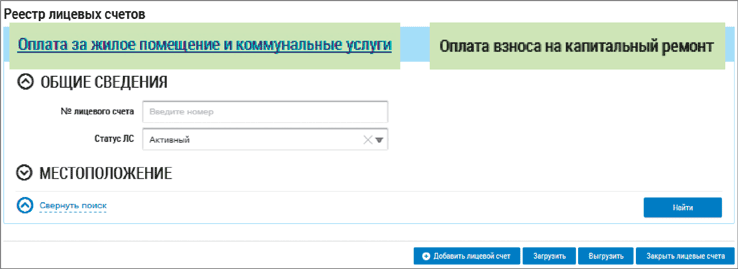 Реестр лицевых счетов
Оплата за жилое помещение и коммунальные услуги
Оплата взноса на капитальный ремонт
ОБЩИЕ СВЕДЕНИЯ
№ лицевого счета Введите номер
Статус ЛС Активный
МЕСТОПОЛОЖЕНИЕ
Свернуть поиск Найти
Добавить лицевой счет Загрузить Выгрузить Закрыть лицевые счета